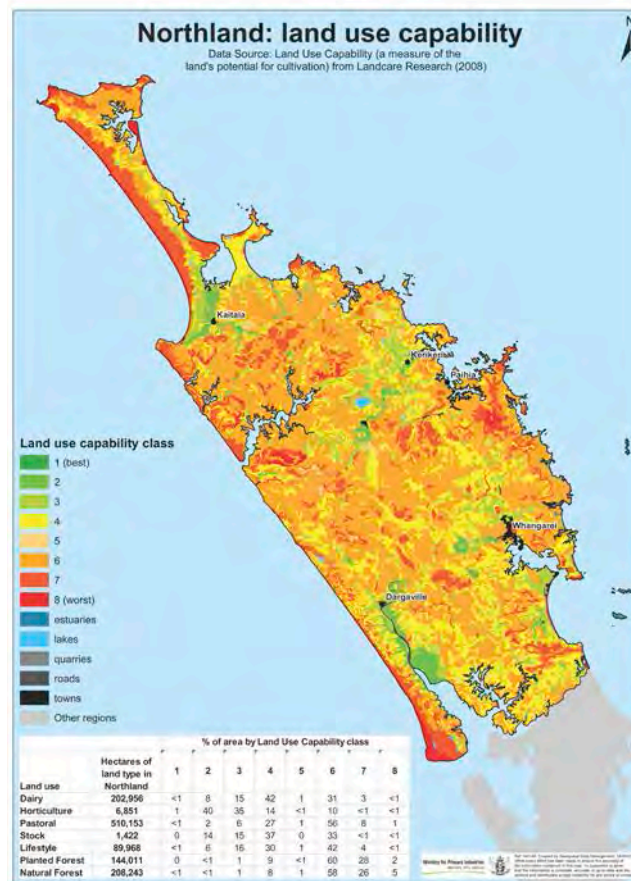 Northland: land use capability
Data Source: Land Use Capability (a measure of the
land's potential for cultivation) from Landcare Research (2008)
N
Kaitaia
Kerikeri
Paihia
Whangarei
Dargaville
Land use capability class
1 (best)
2
3
4
5
6
7
8 (worst)
estuaries
lakes
quarries
roads
towns
Other regions
% of area by Land Use Capability class
Land use Hectares of land type in Northland 1 2 3 4 5 6 7 8
Dairy 202,956 <1 8 15 42 1 31 3 <1
Horticulture 6,851 1 40 35 14 <1 10 <1 <1
Pastoral 510,153 <1 2 6 27 1 56 8 1
Stock 1,422 0 14 15 37 0 33 <1 <1
Lifestyle 89,968 <1 6 16 30 1 42 4 <1
Planted Forest 144,011 0 <1 1 9 <1 60 28 2
Natural Forest 208,243 <1 <1 1 8 1 58 26 5
Ministry for Primary Industries